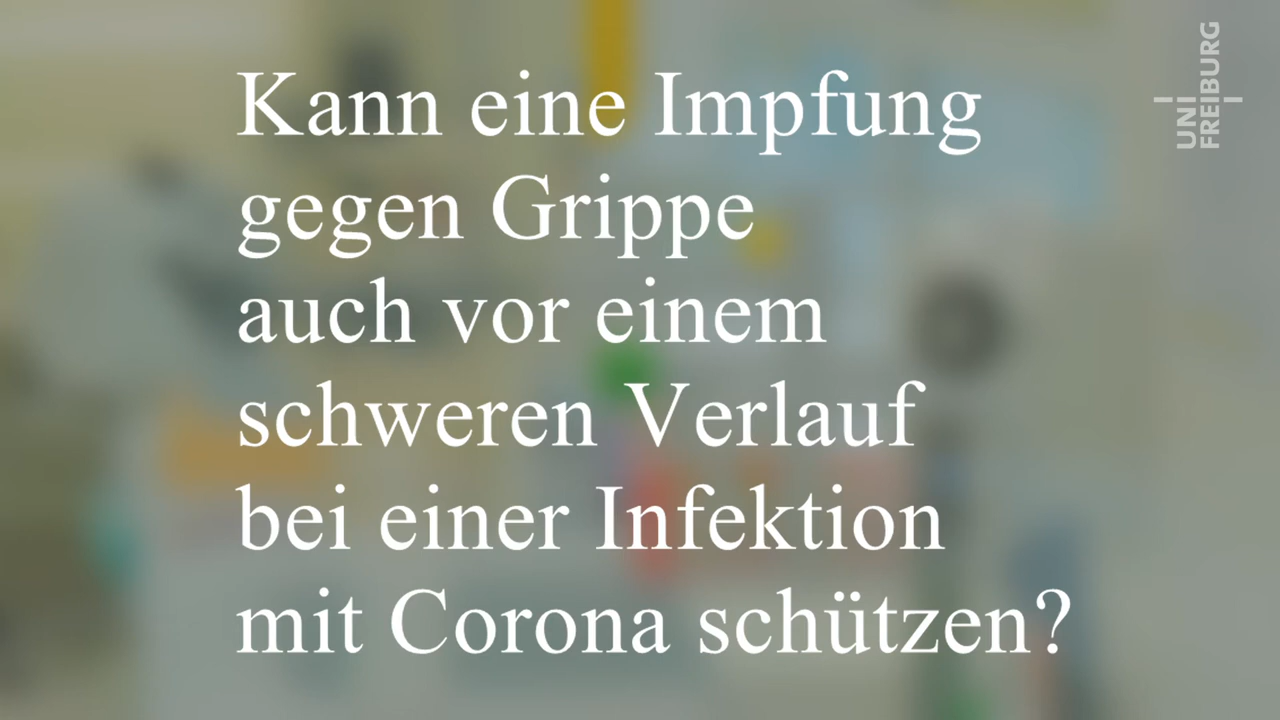 Kann eine Impfung
gegen Grippe
auch vor einem
schweren Verlauf
bei einer Infektion
mit Corona schützen?
UNI
FREIBURG